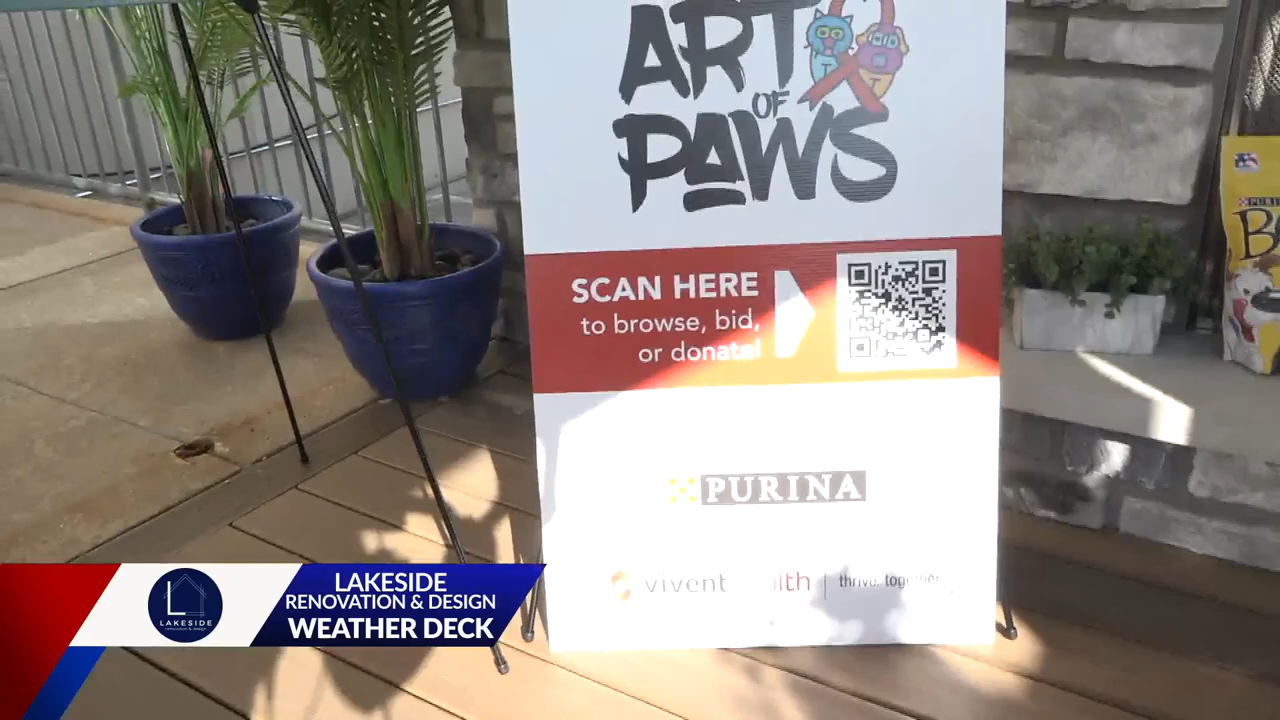 ART
OF
PAWS
SCAN HERE
to browse, bid,
or donate!
PURINA
vivent
thrive. together
LAKESIDE
LAKESIDE
RENOVATION & DESIGN
WEATHER DECK